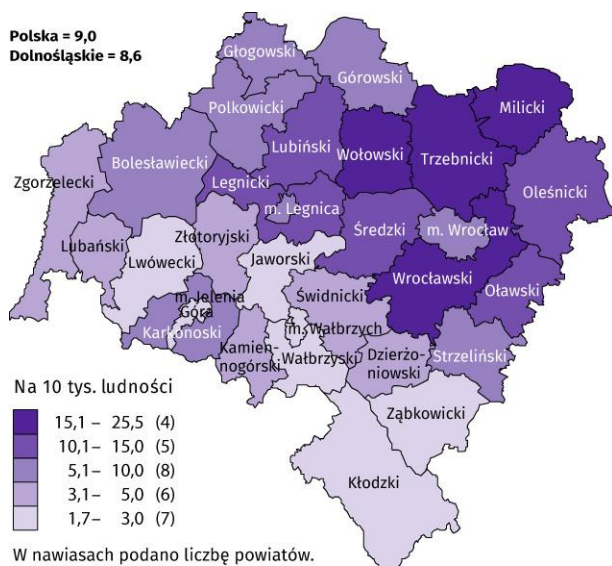 Polska = 9,0
Dolnośląskie = 8,6
Głogowski
Górowski
Milicki
Polkowicki
Lubiński
Wołowski
Trzebnicki
Bolesławiecki
Oleśnicki
Zgorzelecki
Legnicki
m. Legnica
Średzki
m. Wrocław
Lubański
Złotoryjski
Lwówecki
Jaworski
Wrocławski
Oławski
m. Jelenia
Góra
Świdnicki
Karkonoski
m. Wałbrzych
Kamien-
nogórski
Wałbrzyski
Dzierżo-
niowski
Strzeliński
Ząbkowicki
Kłodzki
Na 10 tys. ludności
15,1 – 25,5 (4)
10,1 – 15,0 (5)
5,1 – 10,0 (8)
3,1 – 5,0 (6)
1,7 – 3,0 (7)
W nawiasach podano liczbę powiatów.